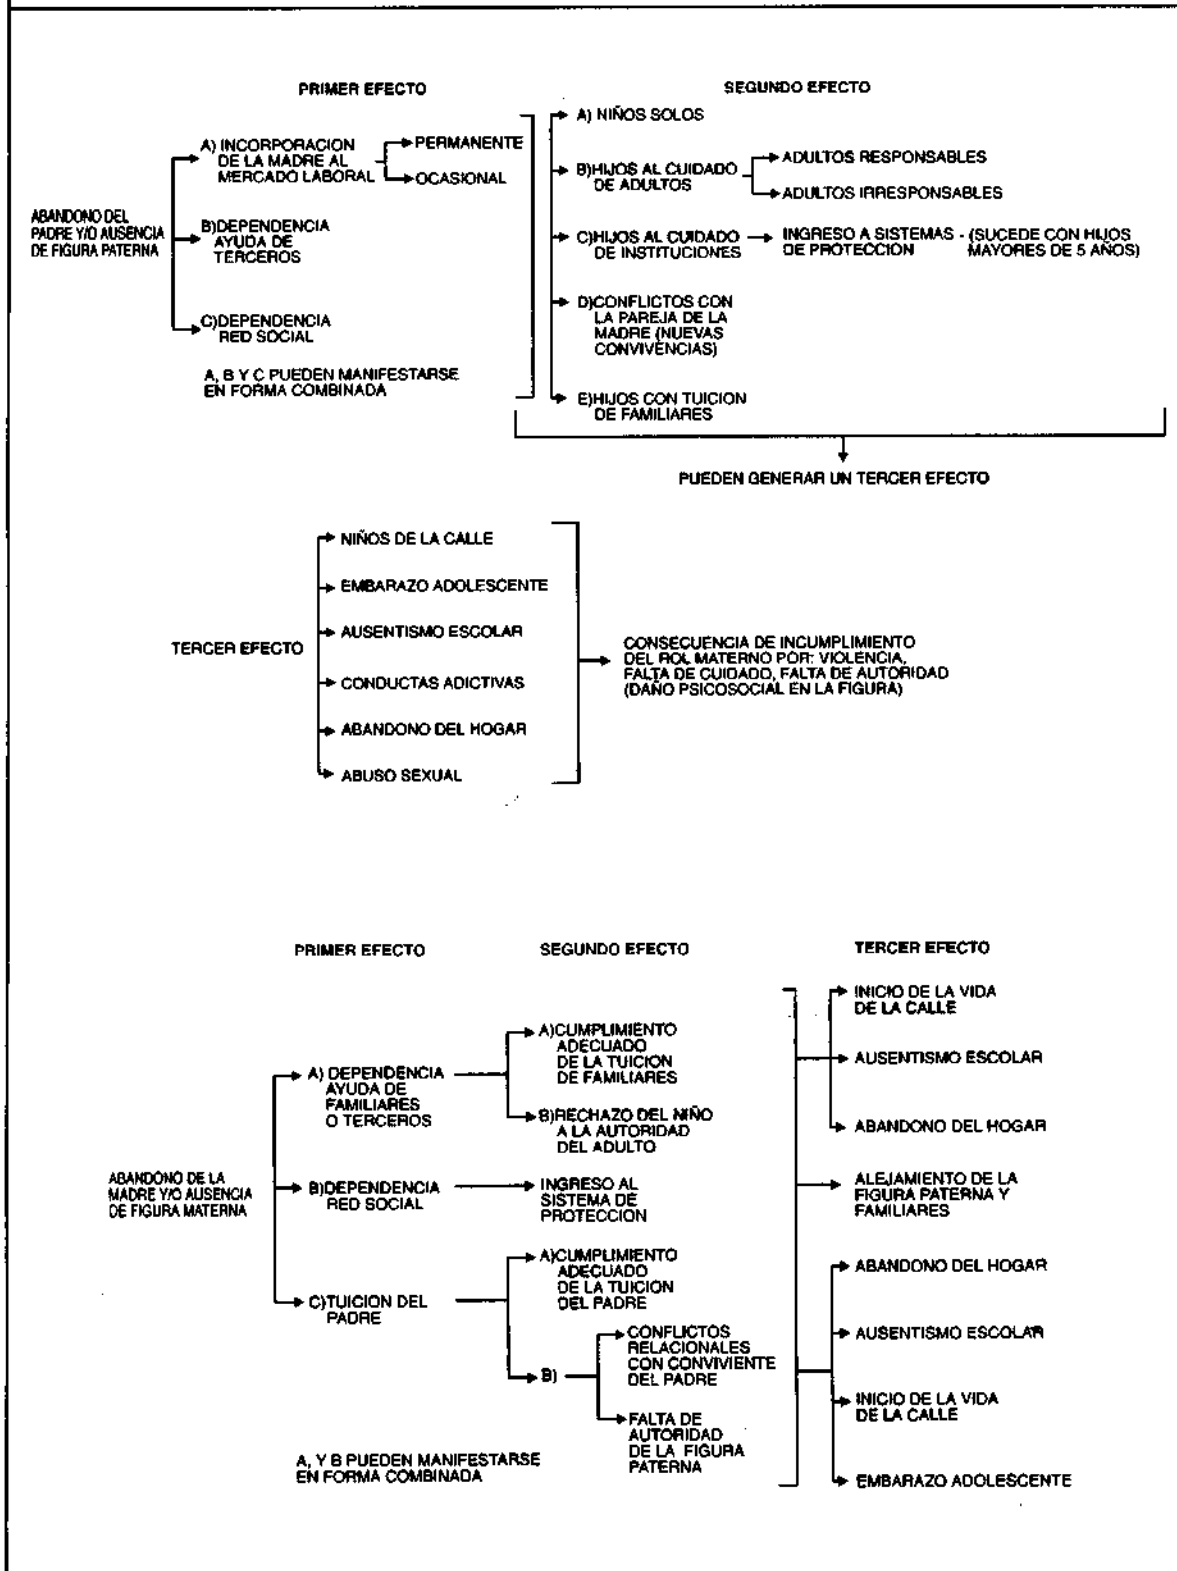 PRIMER EFECTO
SEGUNDO EFECTO
ABANDONO DEL
PADRE Y/O AUSENCIA
DE FIGURA PATERNA
A) INCORPORACION
DE LA MADRE AL
MERCADO LABORAL
PERMANENTE
OCASIONAL
B)DEPENDENCIA
AYUDA DE
TERCEROS
C)DEPENDENCIA
RED SOCIAL
A, B Y C PUEDEN MANIFESTARSE
EN FORMA COMBINADA
A) NIÑOS SOLOS
B)HIJOS AL CUIDADO
DE ADULTOS
ADULTOS RESPONSABLES
ADULTOS IRRESPONSABLES
C)HIJOS AL CUIDADO
DE INSTITUCIONES
INGRESO A SISTEMAS - (SUCEDE CON HIJOS
DE PROTECCION MAYORES DE 5 AÑOS)
D)CONFLICTOS CON
LA PAREJA DE LA
MADRE (NUEVAS
CONVIVENCIAS)
E)HIJOS CON TUICION
DE FAMILIARES
PUEDEN GENERAR UN TERCER EFECTO
TERCER EFECTO
NIÑOS DE LA CALLE
EMBARAZO ADOLESCENTE
AUSENTISMO ESCOLAR
CONDUCTAS ADICTIVAS
ABANDONO DEL HOGAR
ABUSO SEXUAL
CONSECUENCIA DE INCUMPLIMIENTO
DEL ROL MATERNO POR: VIOLENCIA,
FALTA DE CUIDADO, FALTA DE AUTORIDAD
(DAÑO PSICOSOCIAL EN LA FIGURA)
PRIMER EFECTO
SEGUNDO EFECTO
TERCER EFECTO
ABANDONO DE LA
MADRE Y/O AUSENCIA
DE FIGURA MATERNA
A) DEPENDENCIA
AYUDA DE
FAMILIARES
O TERCEROS
B)DEPENDENCIA
RED SOCIAL
C)TUICION DEL
PADRE
A, Y B PUEDEN MANIFESTARSE
EN FORMA COMBINADA
A)CUMPLIMIENTO
ADECUADO
DE LA TUICION
DE FAMILIARES
B)RECHAZO DEL NIÑO
A LA AUTORIDAD
DEL ADULTO
INGRESO AL
SISTEMA DE
PROTECCION
A)CUMPLIMIENTO
ADECUADO
DE LA TUICION
DEL PADRE
B)
CONFLICTOS
RELACIONALES
CON CONVIVIENTE
DEL PADRE
FALTA DE
AUTORIDAD
DE LA FIGURA
PATERNA
INICIO DE LA VIDA
DE LA CALLE
AUSENTISMO ESCOLAR
ABANDONO DEL HOGAR
ALEJAMIENTO DE LA
FIGURA PATERNA Y
FAMILIARES
ABANDONO DEL HOGAR
AUSENTISMO ESCOLAR
INICIO DE LA VIDA
DE LA CALLE
EMBARAZO ADOLESCENTE